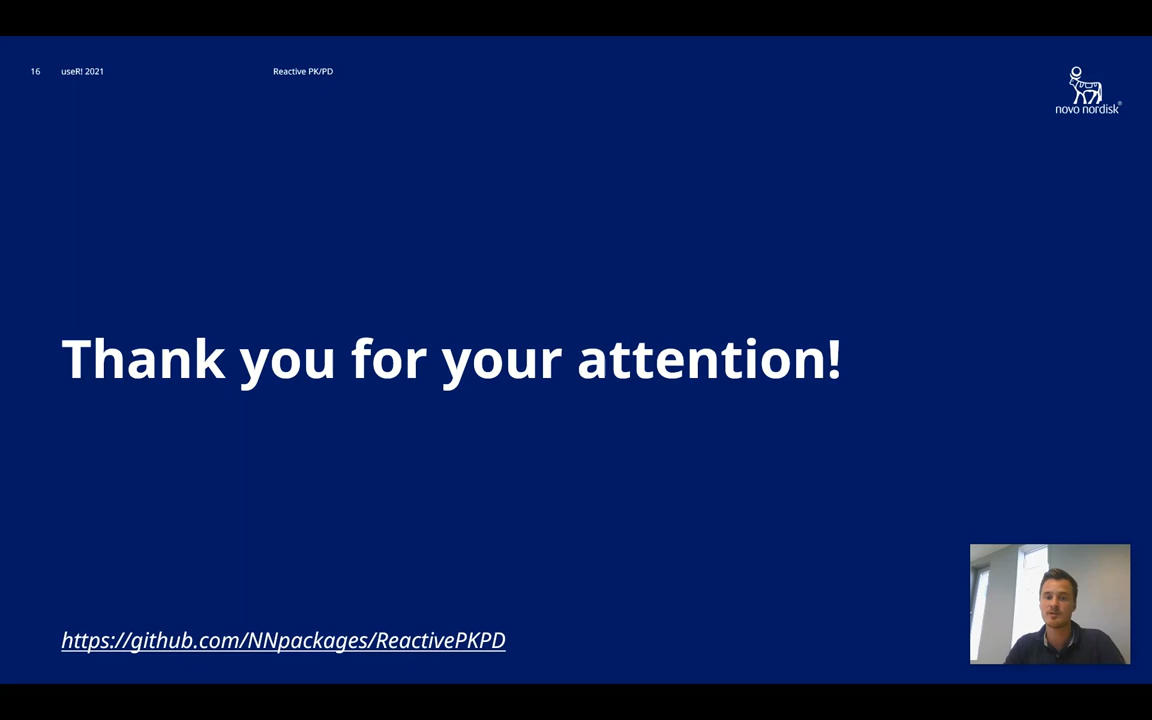 16 useR! 2021 Reactive PK/PD
novo nordisk®
Thank you for your attention!
https://github.com/NNpackages/ReactivePKPD